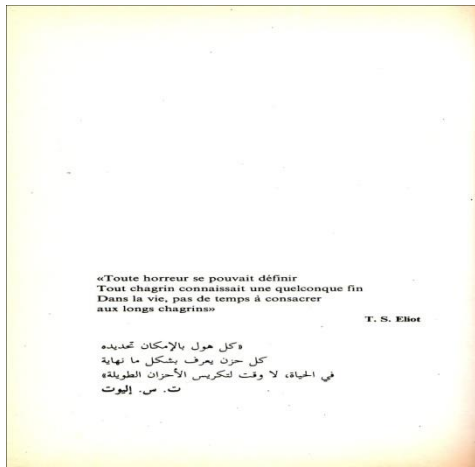 «Toute horreur se pouvait définir
Tout chagrin connaissait une quelconque fin
Dans la vie, pas de temps á consacrer
aux longs chagrins»
T. S. Eliot
«كل هول بالإمكان تحديده
كل حزن يعرف بشكل ما نهاية
في الحياة، لا وقت لتكريس الأحزان الطويلة»
ت. س. إليوت